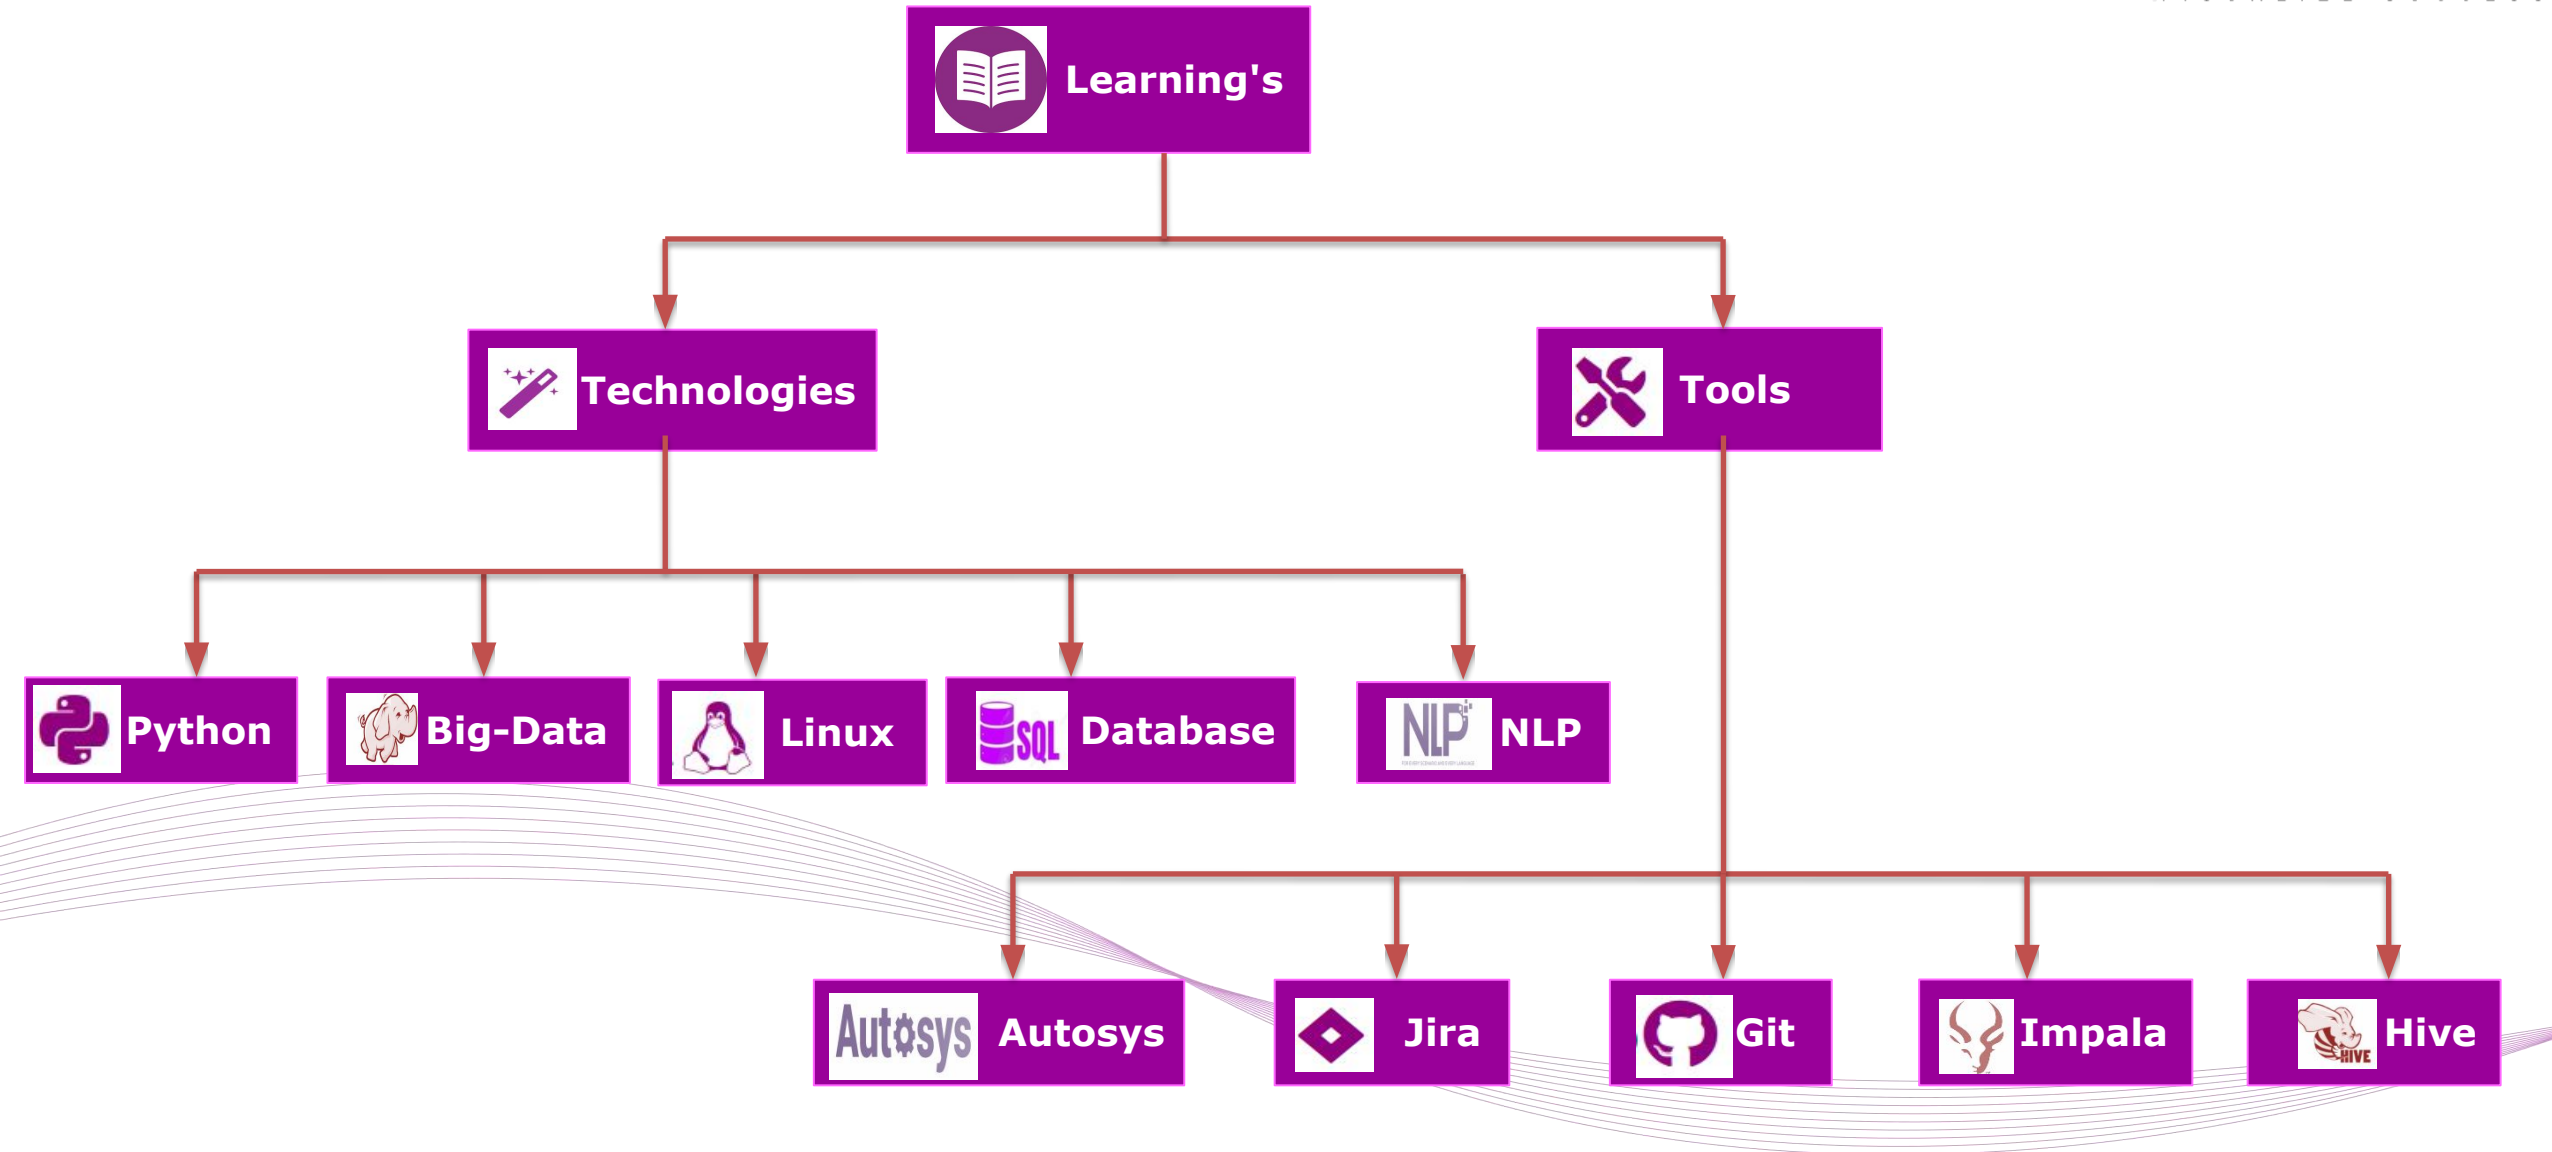 Learning's
Technologies
Tools
Python
Big-Data
Linux
SQL
Database
NLP
NLP
Autosys
Autosys
Jira
Git
Impala
HIVE
Hive